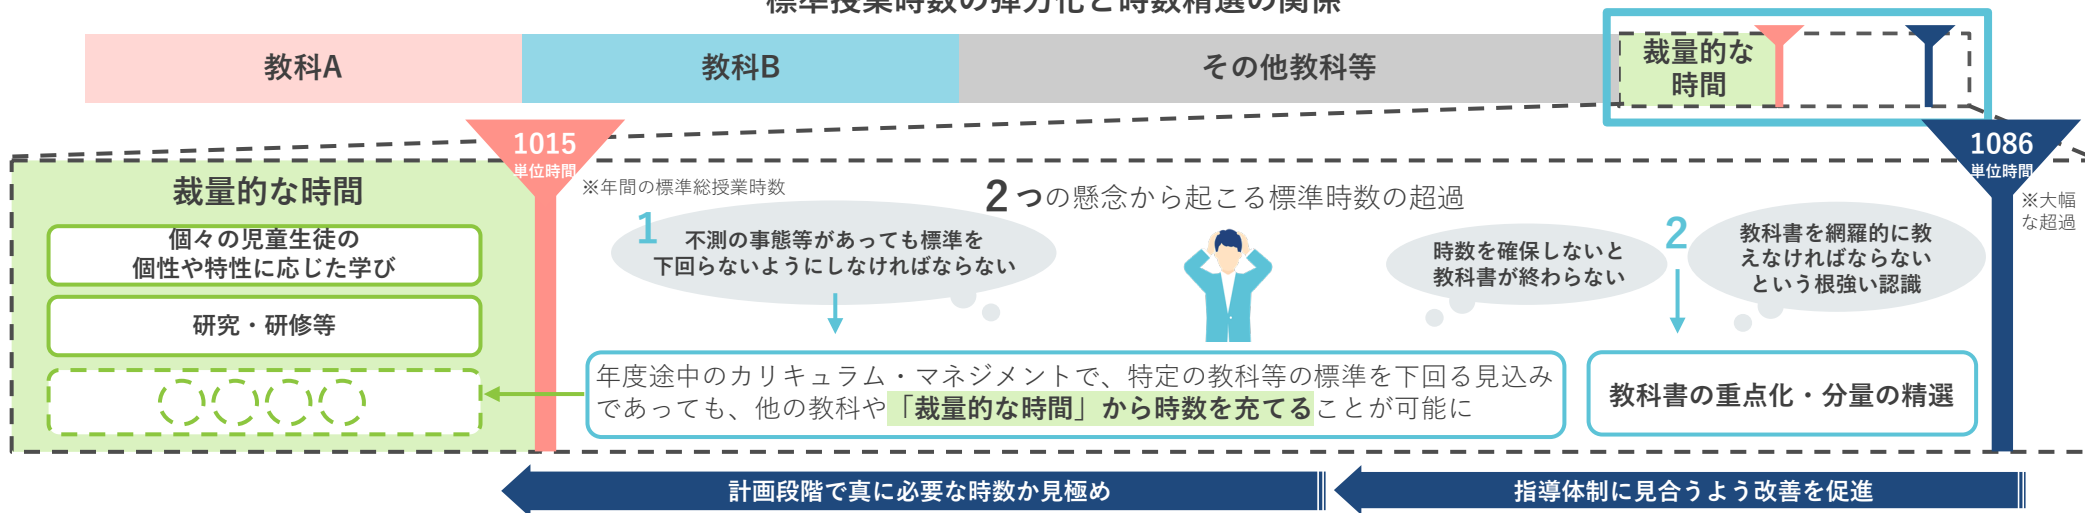 標準授業時数の弾力化と時数精選の関係
教科A
教科B
その他教科等
裁量的な
時間
1015
単位時間
※年間の標準総授業時数
1086
単位時間
※大幅
な超過
裁量的な時間
個々の児童生徒の
個性や特性に応じた学び
研究・研修等
2つの懸念から起こる標準時数の超過
1
不測の事態等があっても標準を
下回らないようにしなければならない
時数を確保しないと
教科書が終わらない
2
教科書を網羅的に教
えなければならない
という根強い認識
年度途中のカリキュラム・マネジメントで、特定の教科等の標準を下回る見込み
であっても、他の教科や「裁量的な時間」から時数を充てることが可能に
教科書の重点化・分量の精選
計画段階で真に必要な時数か見極め
指導体制に見合うよう改善を促進